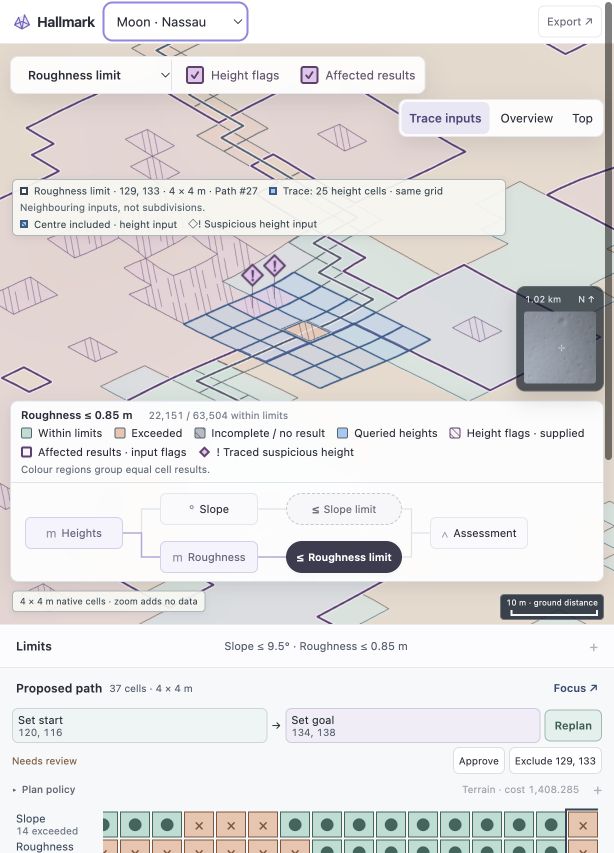 Hallmark
Moon · Nassau
Export ↗
Roughness limit
Height flags
Affected results
Trace inputs
Overview
Top
Roughness limit · 129, 133 · 4 × 4 m · Path #27
Trace: 25 height cells · same grid
Neighbouring inputs, not subdivisions.
Centre included · height input
! Suspicious height input
!
!
1.02 km
N ↑
Roughness ≤ 0.85 m
22,151 / 63,504 within limits
Within limits
Exceeded
Incomplete / no result
Queried heights
Height flags · supplied
Affected results · input flags
! Traced suspicious height
Colour regions group equal cell results.
° Slope
≤ Slope limit
m Heights
Assessment
m Roughness
≤ Roughness limit
4 × 4 m native cells · zoom adds no data
10 m · ground distance
Limits
Slope ≤ 9.5° · Roughness ≤ 0.85 m
+
Proposed path
37 cells · 4 × 4 m
Focus ↗
Set start
120, 116
→
Set goal
134, 138
Replan
Needs review
Approve
Exclude 129, 133
Plan policy
Terrain · cost 1,408.285
+
Slope
14 exceeded
Roughness